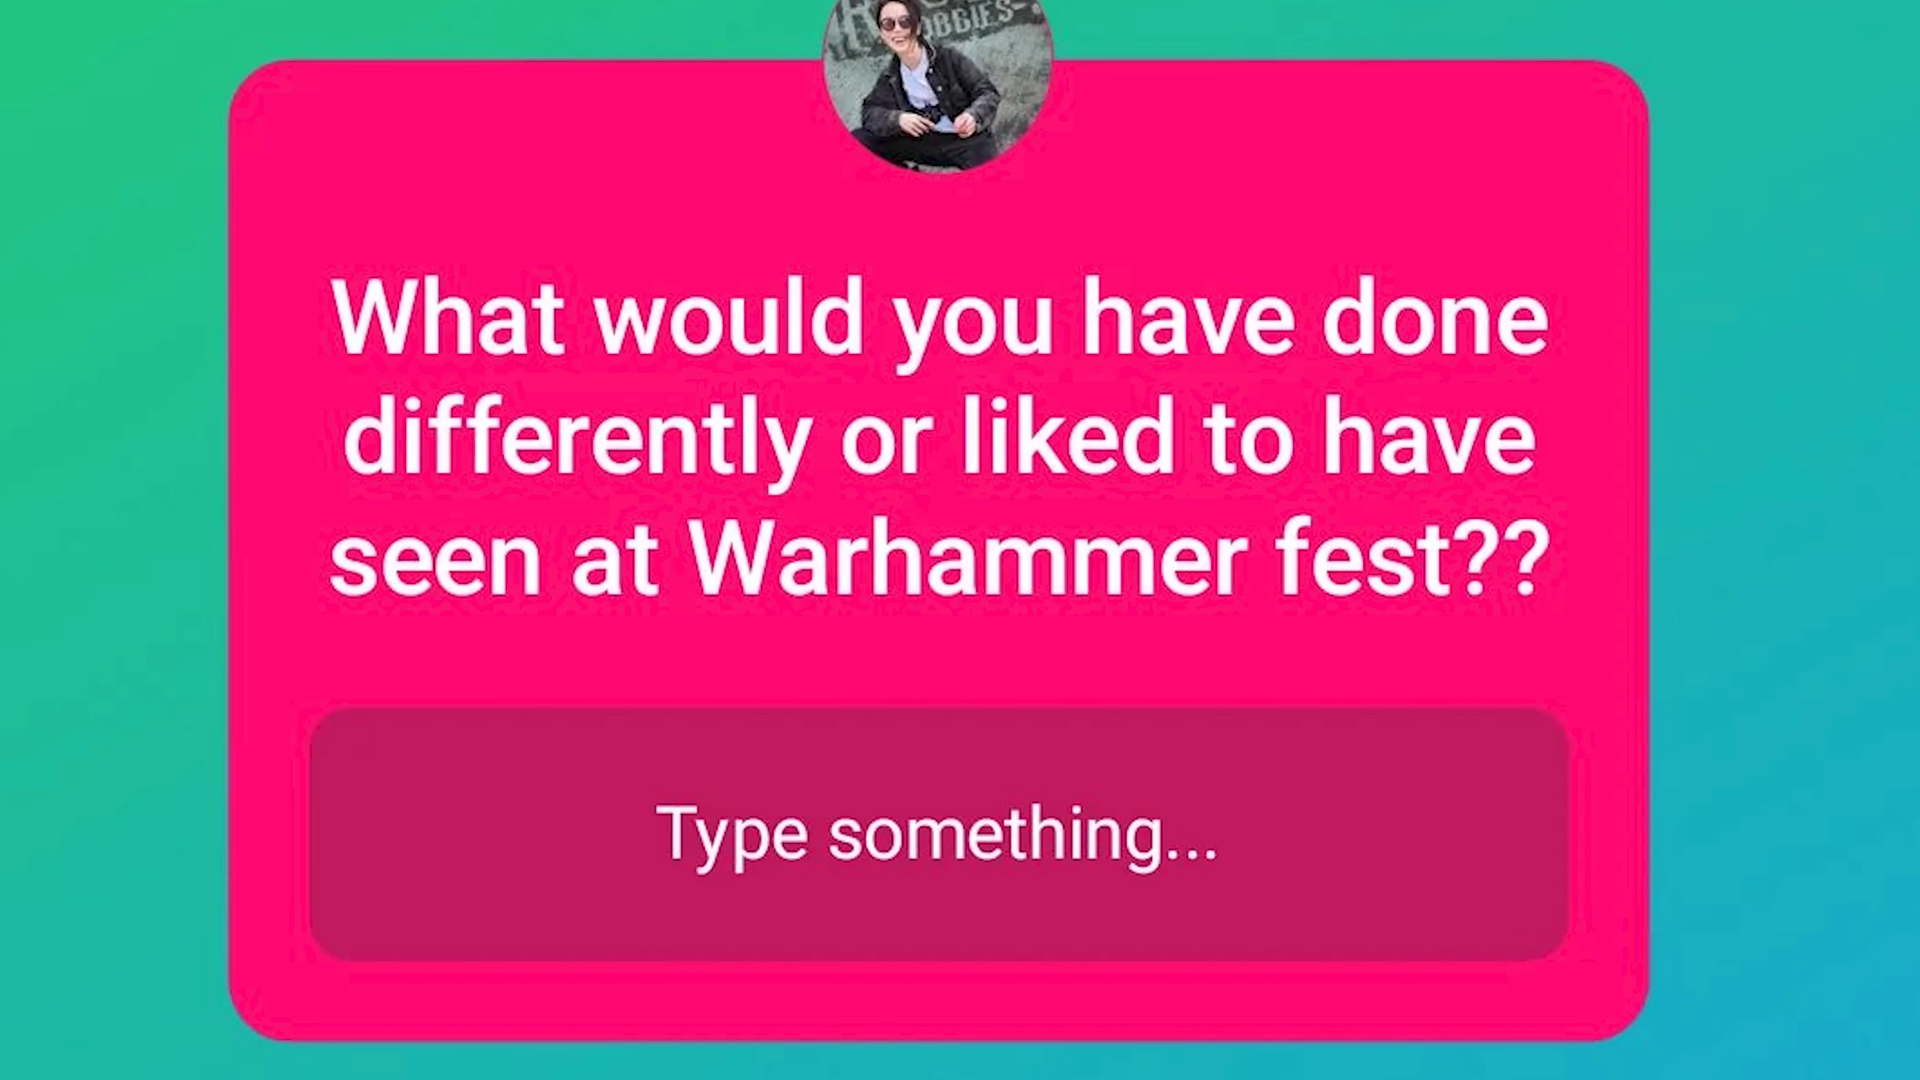 What would you have done
differently or liked to have
seen at Warhammer fest??
Type something...